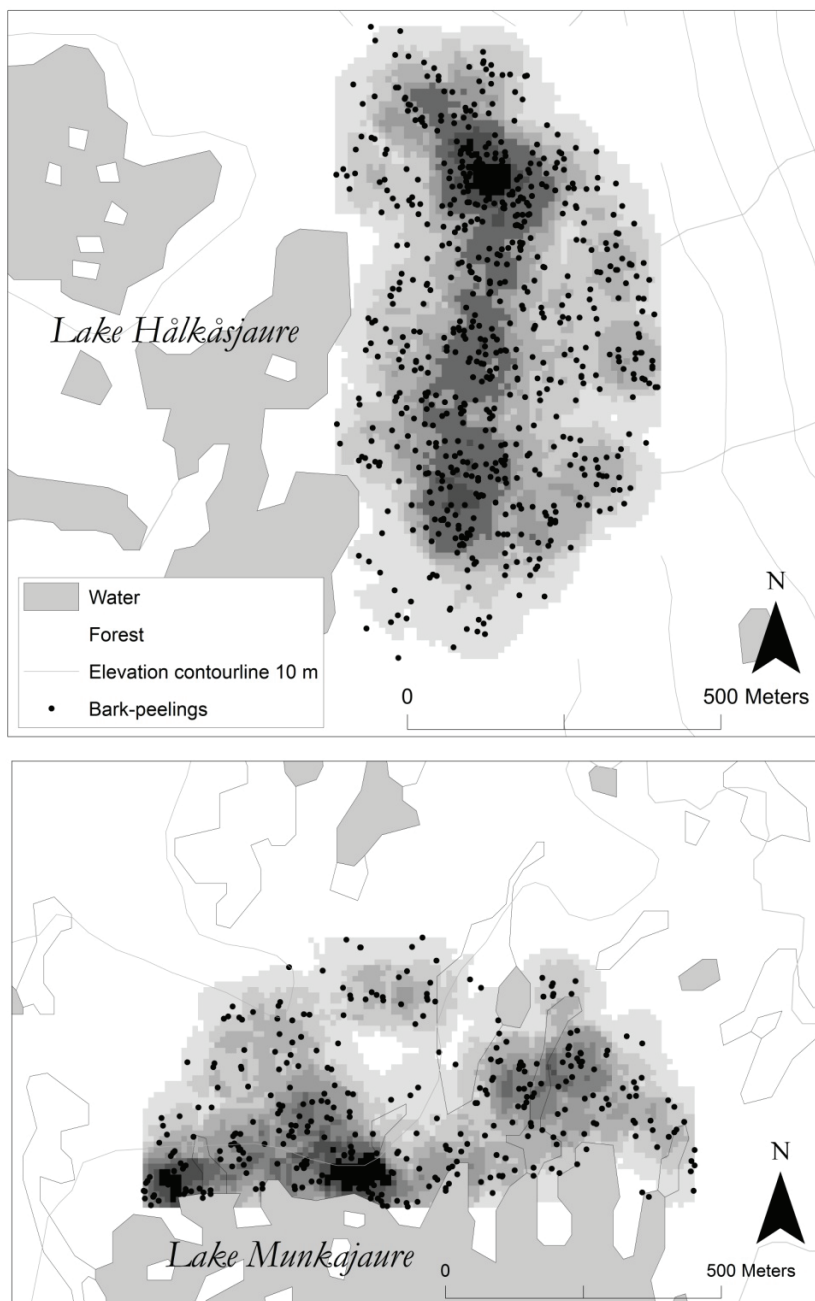 Lake Hålkåsjaure
Water
Forest
Elevation contourline 10 m
Bark-peelings
N
0
500 Meters
N
Lake Munkajaure
0
500 Meters